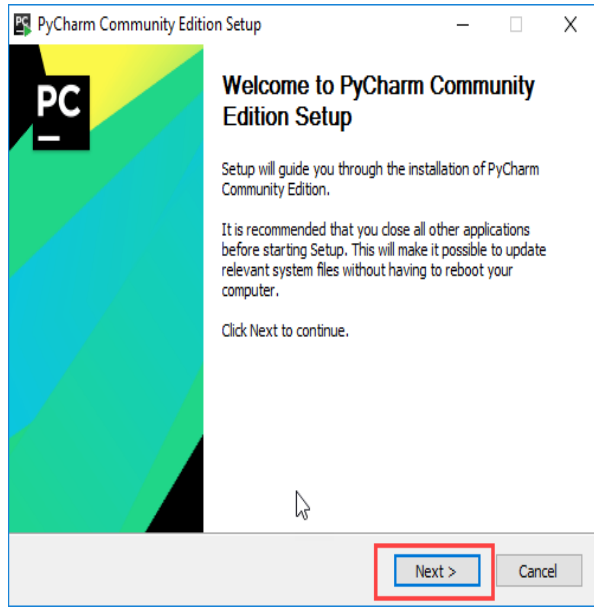 PyCharm Community Edition Setup
PC
Welcome to PyCharm Community
Edition Setup
Setup will guide you through the installation of PyCharm
Community Edition.
It is recommended that you close all other applications
before starting Setup. This will make it possible to update
relevant system files without having to reboot your
computer.
Click Next to continue.
Next >
Cancel